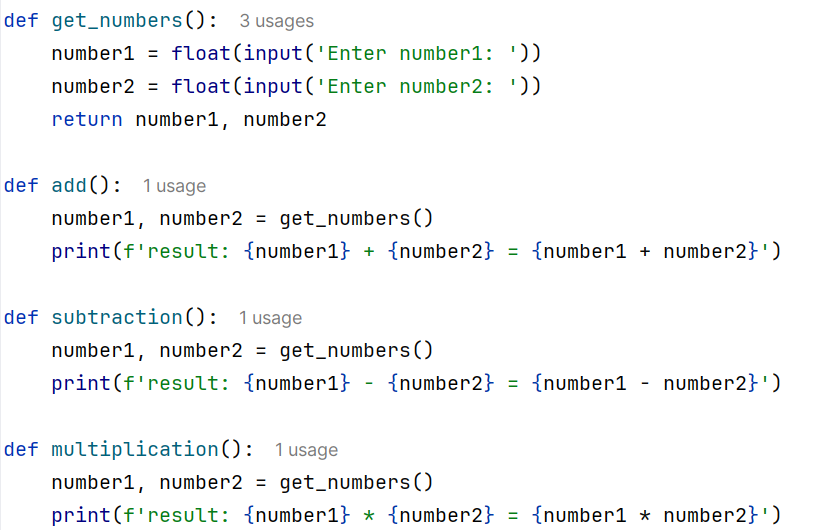 def get_numbers():  3 usages
    number1 = float(input('Enter number1: '))
    number2 = float(input('Enter number2: '))
    return number1, number2

def add():  1 usage
    number1, number2 = get_numbers()
    print(f'result: {number1} + {number2} = {number1 + number2}')

def subtraction():  1 usage
    number1, number2 = get_numbers()
    print(f'result: {number1} - {number2} = {number1 - number2}')

def multiplication():  1 usage
    number1, number2 = get_numbers()
    print(f'result: {number1} * {number2} = {number1 * number2}')